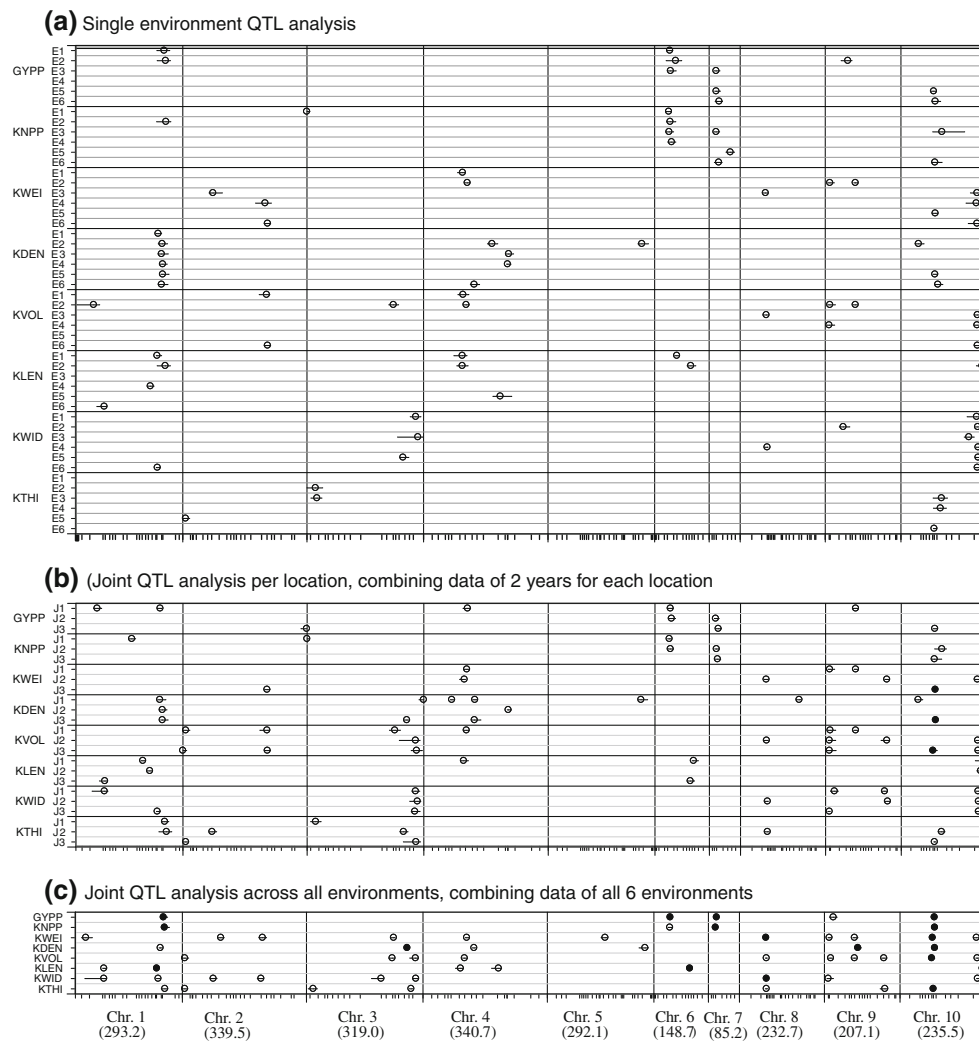 (a) Single environment QTL analysis
GYPP
E1
E2
E3
E4
E5
E6
KNPP
E1
E2
E3
E4
E5
E6
KWEI
E1
E2
E3
E4
E5
E6
KDEN
E1
E2
E3
E4
E5
E6
KVOL
E1
E2
E3
E4
E5
E6
KLEN
E1
E2
E3
E4
E5
E6
KWID
E1
E2
E3
E4
E5
E6
KTHI
E1
E2
E3
E4
E5
E6
(b) (Joint QTL analysis per location, combining data of 2 years for each location
GYPP
J1
J2
J3
KNPP
J1
J2
J3
KWEI
J1
J2
J3
KDEN
J1
J2
J3
KVOL
J1
J2
J3
KLEN
J1
J2
J3
KWID
J1
J2
J3
KTHI
J1
J2
J3
(c) Joint QTL analysis across all environments, combining data of all 6 environments
GYPP
KNPP
KWEI
KDEN
KVOL
KLEN
KWID
KTHI
Chr. 1 Chr. 2 Chr. 3 Chr. 4 Chr. 5 Chr. 6 Chr. 7 Chr. 8 Chr. 9 Chr. 10
(293.2) (339.5) (319.0) (340.7) (292.1) (148.7) (85.2) (232.7) (207.1) (235.5)